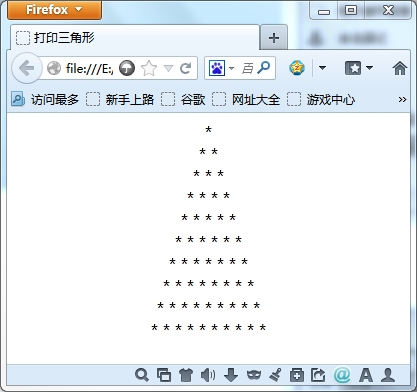 Firefox
打印三角形
file:///E:/
百
访问最多 新手上路 谷歌 网址大全 游戏中心 »
*
* *
* * *
* * * *
* * * * *
* * * * * *
* * * * * * *
* * * * * * * *
* * * * * * * * *
* * * * * * * * * *